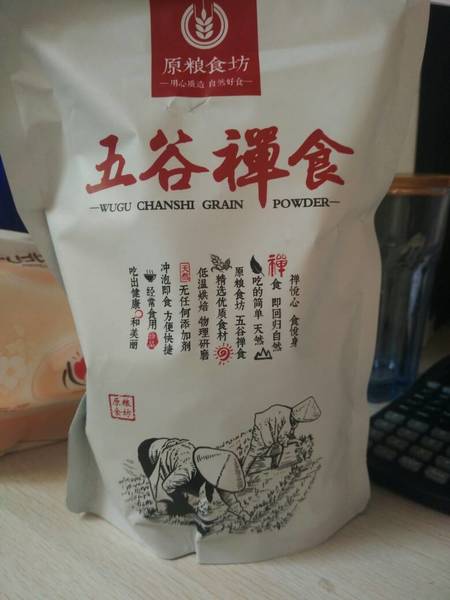 原粮食坊
用心质造 自然好食
五谷禪食
WUGU CHANSHI GRAIN POWDER
禅悦心 食悦身
禪食 即回归自然
吃的简单 天然
原粮食坊 五谷禅食
精选优质食材
低温烘焙 物理研磨
天然 无任何添加剂
冲泡即食 方便快捷
经常食用
吃出健康 和美丽
原粮
食坊